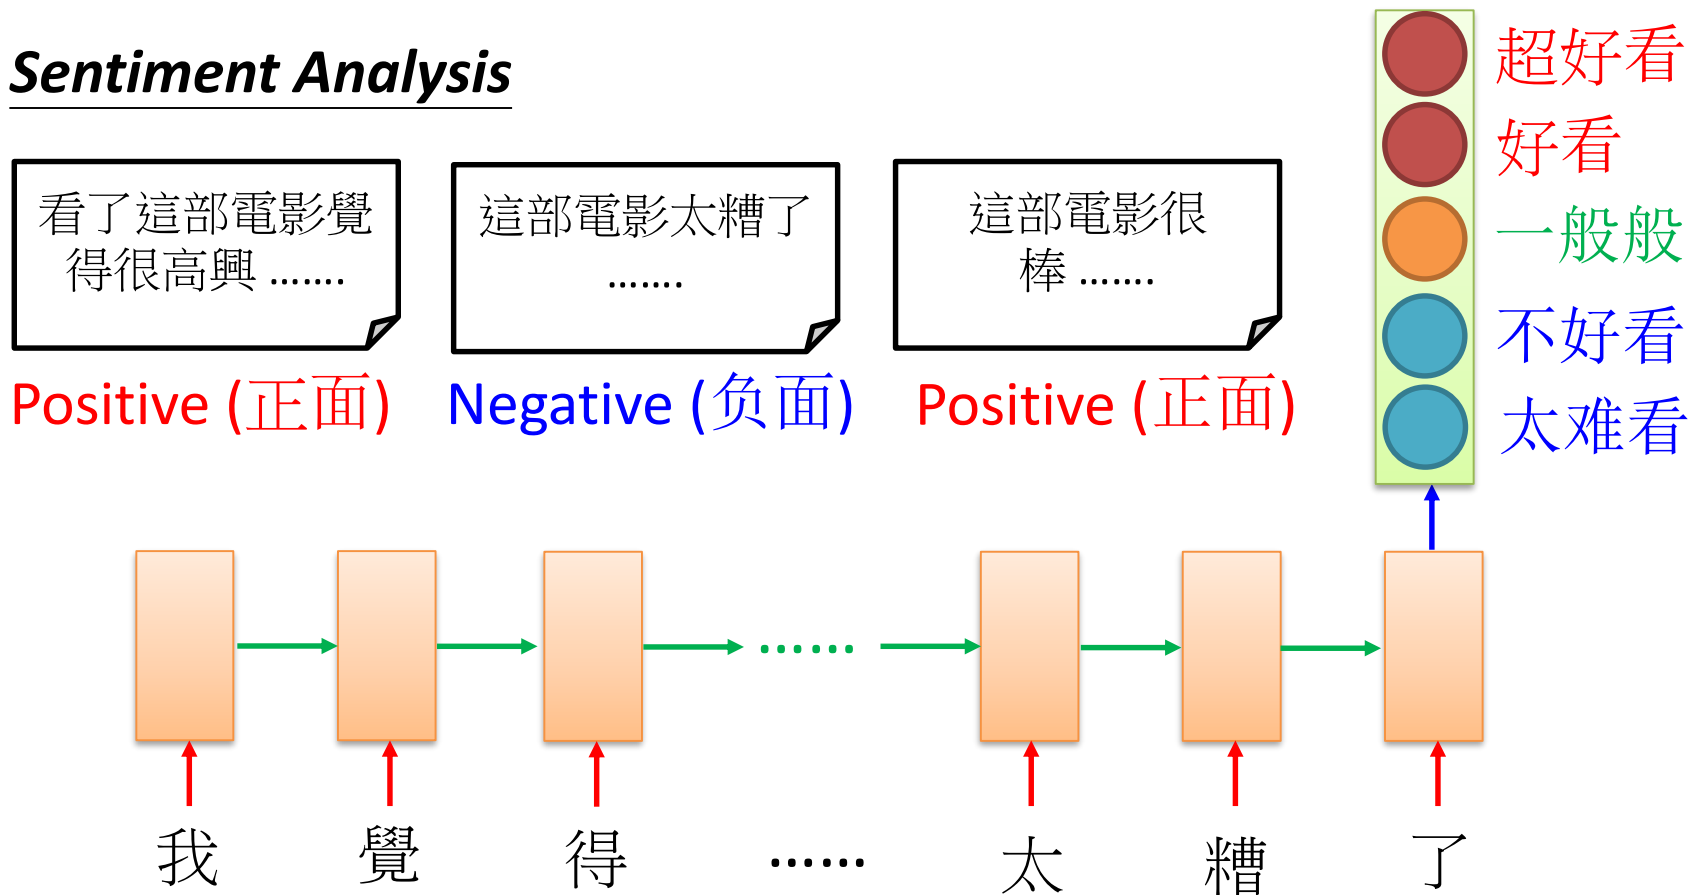 Sentiment Analysis
看了這部電影覺
得很高興 .......
這部電影太糟了
.......
這部電影很
棒 .......
Positive (正面)
Negative (负面)
Positive (正面)
超好看
好看
一般般
不好看
太难看
......
我 覺 得 ...... 太 糟 了